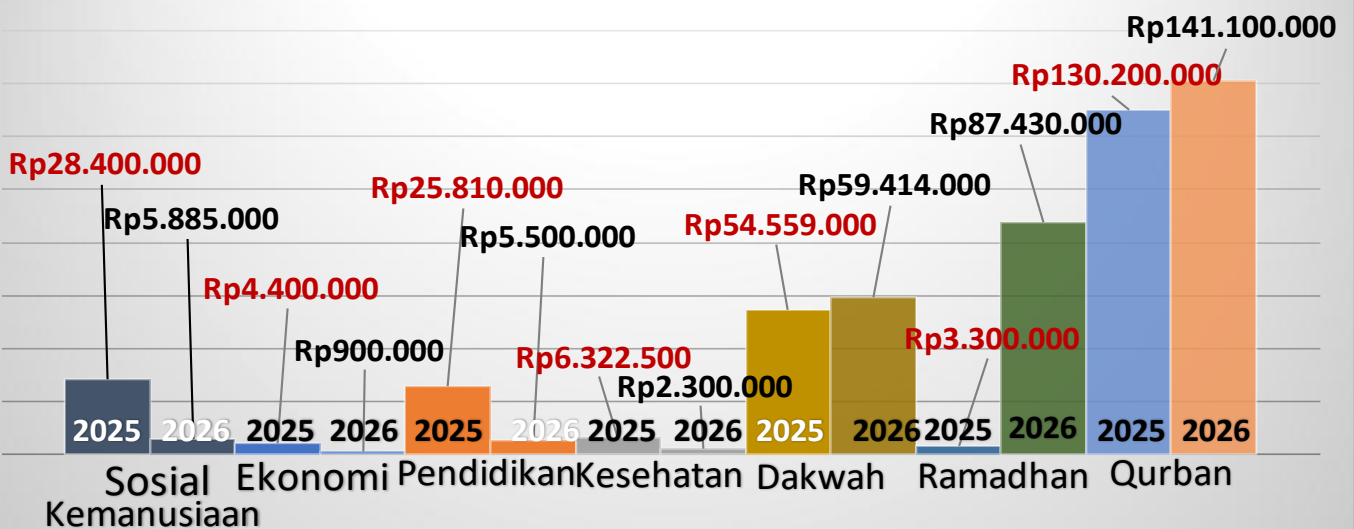 Rp141.100.000
Rp130.200.000
Rp87.430.000
Rp28.400.000
Rp25.810.000
Rp59.414.000
Rp5.885.000
Rp54.559.000
Rp5.500.000
Rp4.400.000
Rp3.300.000
Rp900.000
Rp6.322.500
Rp2.300.000
2025 2026 2025 2026 2025 2026 2025 2026 2025 2026 2025 2026 2025 2026
Sosial Kemanusiaan
Ekonomi
Pendidikan
Kesehatan
Dakwah
Ramadhan
Qurban